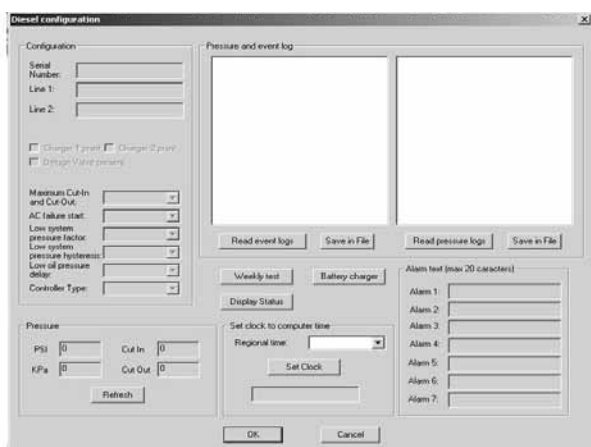 Diesel configuration
Configuration
Serial
Number:
Line 1:
Line 2:
Charger 1 print
Charger 2 print
Deluge Valve present
Maximum Cut-In
and Cut-Out:
AC failure start:
Low system
pressure factor:
Low system
pressure hysteresis:
Low oil pressure
delay:
Controller Type:
Pressure and event log
Read event logs
Save in File
Read pressure logs
Save in File
Weekly test
Battery charger
Display Status
Alarm text (max 20 caracters)
Alarm 1:
Alarm 2:
Alarm 3:
Alarm 4:
Alarm 5:
Alarm 6:
Alarm 7:
Pressure
PSI 0
Cut In 0
KPa 0
Cut Out 0
Refresh
Set clock to computer time
Regional time:
Set Clock
OK
Cancel